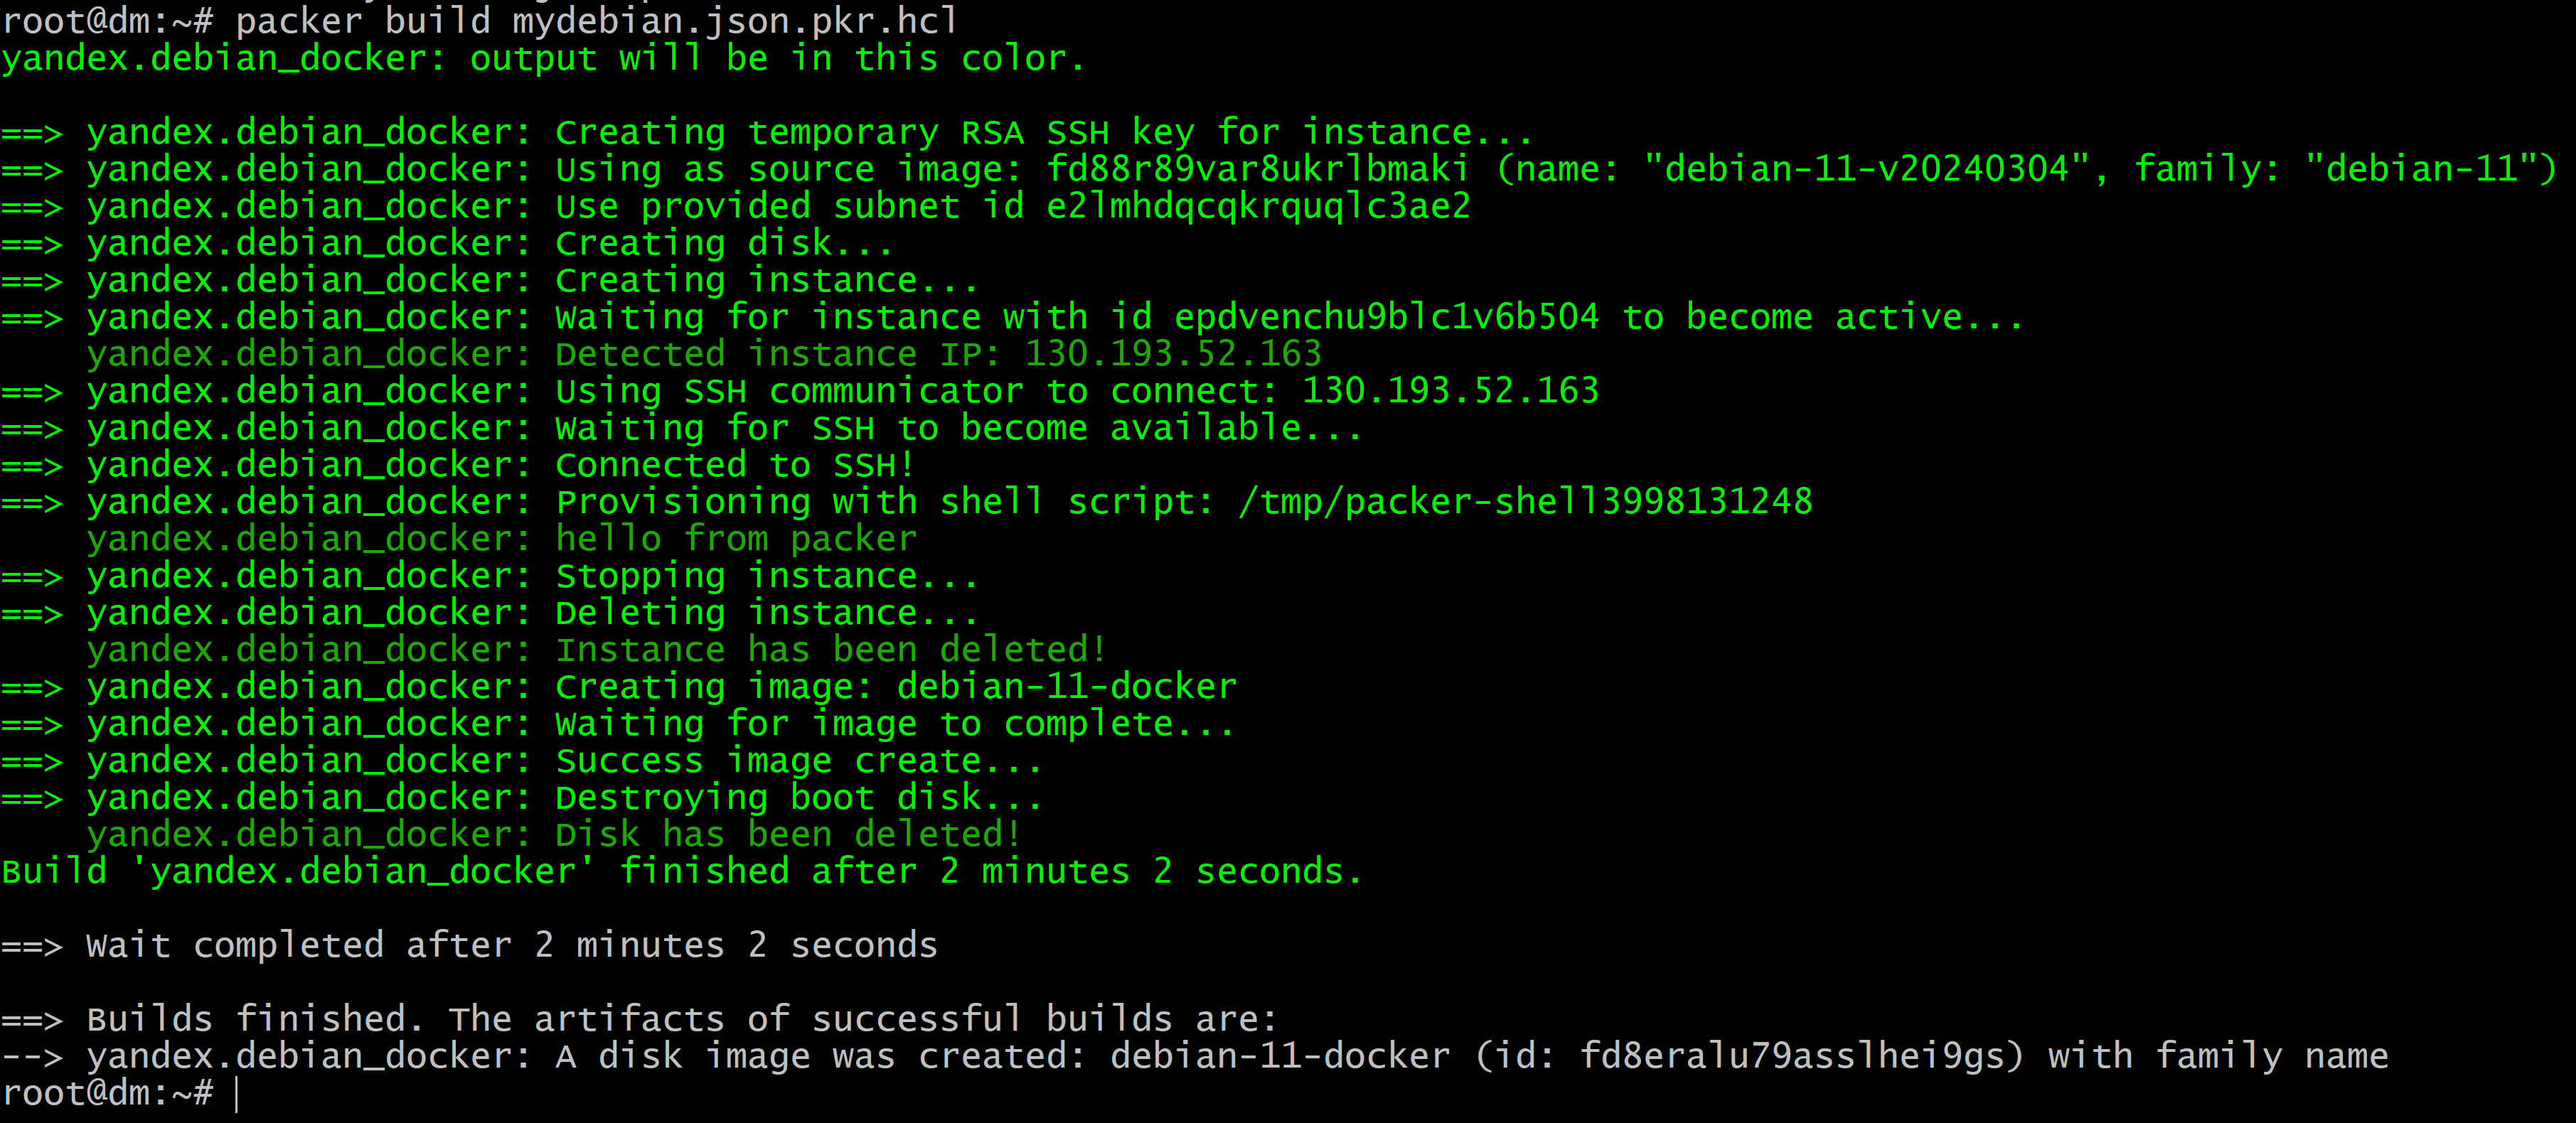 root@dm:~# packer build mydebian.json.pkr.hcl
yandex.debian_docker: output will be in this color.
==> yandex.debian_docker: Creating temporary RSA SSH key for instance...
==> yandex.debian_docker: Using as source image: fd88r89var8ukrlbmaki (name: "debian-11-v20240304", family: "debian-11")
==> yandex.debian_docker: Use provided subnet id e2lmhdqcqkrquqlc3ae2
==> yandex.debian_docker: Creating disk...
==> yandex.debian_docker: Creating instance...
==> yandex.debian_docker: Waiting for instance with id epdvenchu9blc1v6b504 to become active...
    yandex.debian_docker: Detected instance IP: 130.193.52.163
==> yandex.debian_docker: Using SSH communicator to connect: 130.193.52.163
==> yandex.debian_docker: Waiting for SSH to become available...
==> yandex.debian_docker: Connected to SSH!
==> yandex.debian_docker: Provisioning with shell script: /tmp/packer-shell3998131248
    yandex.debian_docker: hello from packer
==> yandex.debian_docker: Stopping instance...
==> yandex.debian_docker: Deleting instance...
    yandex.debian_docker: Instance has been deleted!
==> yandex.debian_docker: Creating image: debian-11-docker
==> yandex.debian_docker: Waiting for image to complete...
==> yandex.debian_docker: Success image create...
==> yandex.debian_docker: Destroying boot disk...
    yandex.debian_docker: Disk has been deleted!
Build 'yandex.debian_docker' finished after 2 minutes 2 seconds.
==> Wait completed after 2 minutes 2 seconds
==> Builds finished. The artifacts of successful builds are:
--> yandex.debian_docker: A disk image was created: debian-11-docker (id: fd8eralu79asslhei9gs) with family name
root@dm:~#